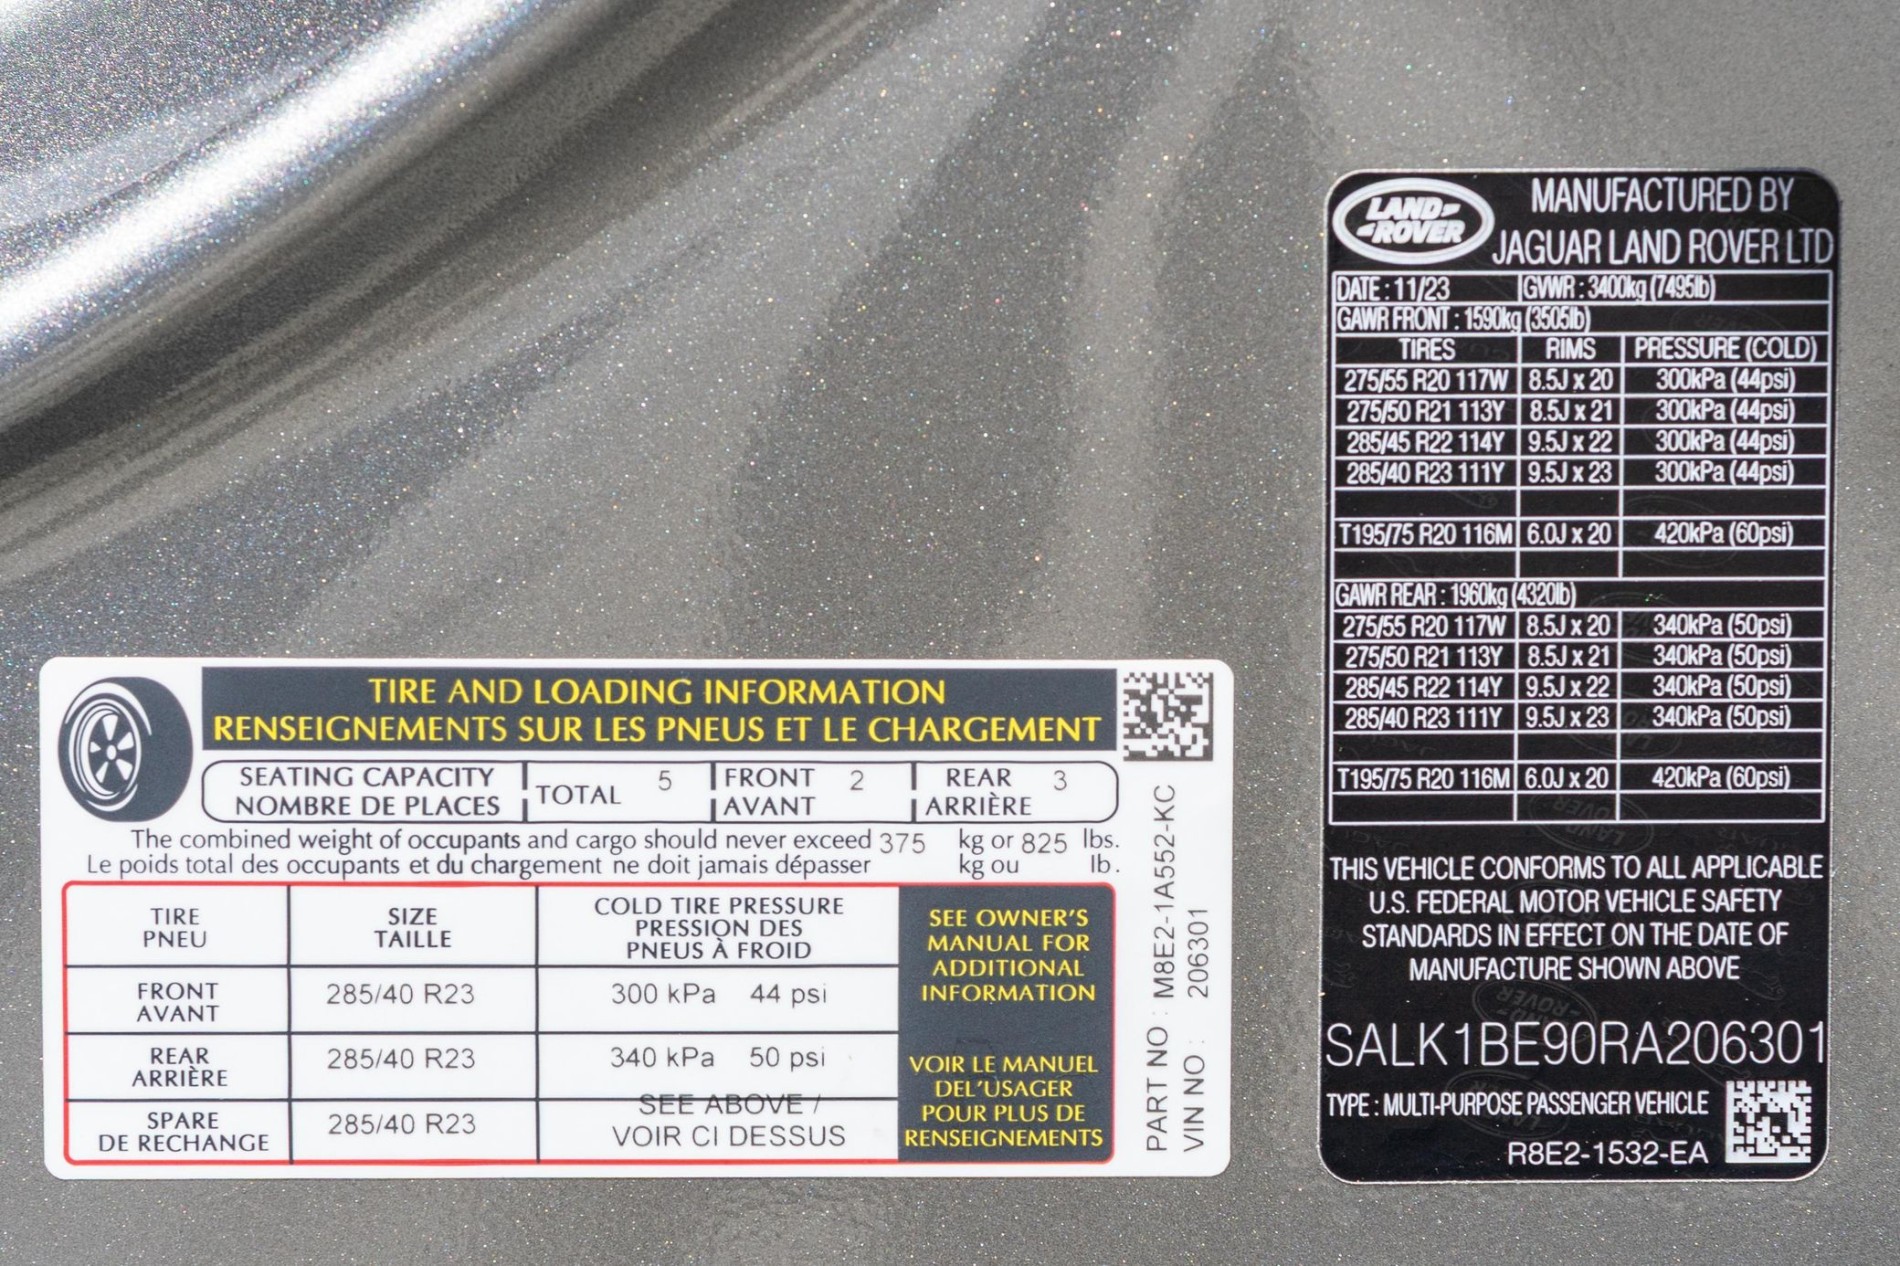 TIRE AND LOADING INFORMATION
RENSEIGNEMENTS SUR LES PNEUS ET LE CHARGEMENT
SEATING CAPACITY TOTAL 5 FRONT 2 REAR 3
NOMBRE DE PLACES AVANT ARRIÈRE
The combined weight of occupants and cargo should never exceed 375 kg or 825 lbs.
Le poids total des occupants et du chargement ne doit jamais dépasser kg ou lb.
TIRE SIZE COLD TIRE PRESSURE
PNEU TAILLE PRESSION DES
PNEUS À FROID
FRONT 285/40 R23 300 kPa 44 psi
AVANT
REAR 285/40 R23 340 kPa 50 psi
ARRIÈRE
SPARE 285/40 R23 SEE ABOVE /
DE RECHANGE VOIR CI DESSUS
SEE OWNER'S
MANUAL FOR
ADDITIONAL
INFORMATION
VOIR LE MANUEL
DEL'USAGER
POUR PLUS DE
RENSEIGNEMENTS
PART NO : M8E2-1A552-KC
VIN NO : 206301
LAND-
-ROVER
MANUFACTURED BY
JAGUAR LAND ROVER LTD
DATE : 11/23 GVWR : 3400kg (7495lb)
GAWR FRONT : 1590kg (3505lb)
TIRES RIMS PRESSURE (COLD)
275/55 R20 117W 8.5J x 20 300kPa (44psi)
275/50 R21 113Y 8.5J x 21 300kPa (44psi)
285/45 R22 114Y 9.5J x 22 300kPa (44psi)
285/40 R23 111Y 9.5J x 23 300kPa (44psi)
T195/75 R20 116M 6.0J x 20 420kPa (60psi)
GAWR REAR : 1960kg (4320lb)
275/55 R20 117W 8.5J x 20 340kPa (50psi)
275/50 R21 113Y 8.5J x 21 340kPa (50psi)
285/45 R22 114Y 9.5J x 22 340kPa (50psi)
285/40 R23 111Y 9.5J x 23 340kPa (50psi)
T195/75 R20 116M 6.0J x 20 420kPa (60psi)
THIS VEHICLE CONFORMS TO ALL APPLICABLE
U.S. FEDERAL MOTOR VEHICLE SAFETY
STANDARDS IN EFFECT ON THE DATE OF
MANUFACTURE SHOWN ABOVE
SALK1BE90RA206301
TYPE : MULTI-PURPOSE PASSENGER VEHICLE
R8E2-1532-EA